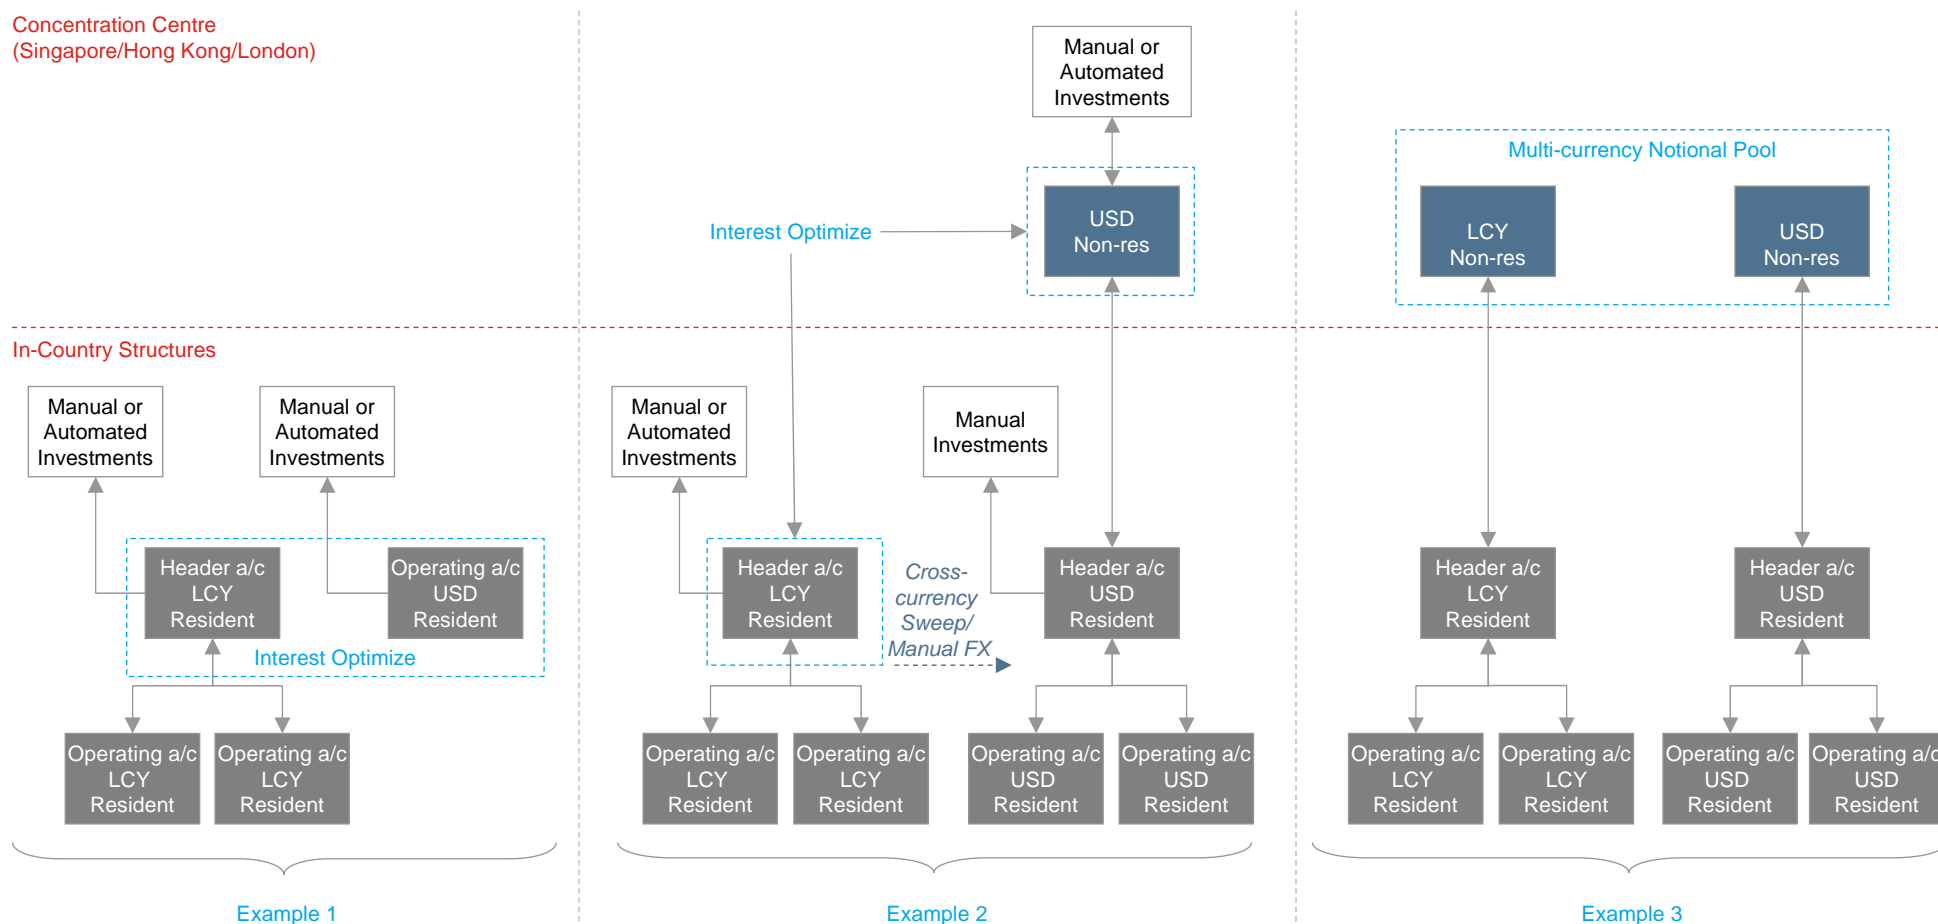 Concentration Centre
(Singapore/Hong Kong/London)
Manual or
Automated
Investments
Multi-currency Notional Pool
Interest Optimize
USD
Non-res
LCY
Non-res
USD
Non-res
In-Country Structures
Manual or
Automated
Investments
Manual or
Automated
Investments
Manual or
Automated
Investments
Manual
Investments
Header a/c
LCY
Resident
Operating a/c
USD
Resident
Interest Optimize
Header a/c
LCY
Resident
Cross-
currency
Sweep/
Manual FX
Header a/c
USD
Resident
Header a/c
LCY
Resident
Header a/c
USD
Resident
Operating a/c
LCY
Resident
Operating a/c
LCY
Resident
Operating a/c
LCY
Resident
Operating a/c
LCY
Resident
Operating a/c
USD
Resident
Operating a/c
USD
Resident
Operating a/c
LCY
Resident
Operating a/c
LCY
Resident
Operating a/c
USD
Resident
Operating a/c
USD
Resident
Example 1
Example 2
Example 3